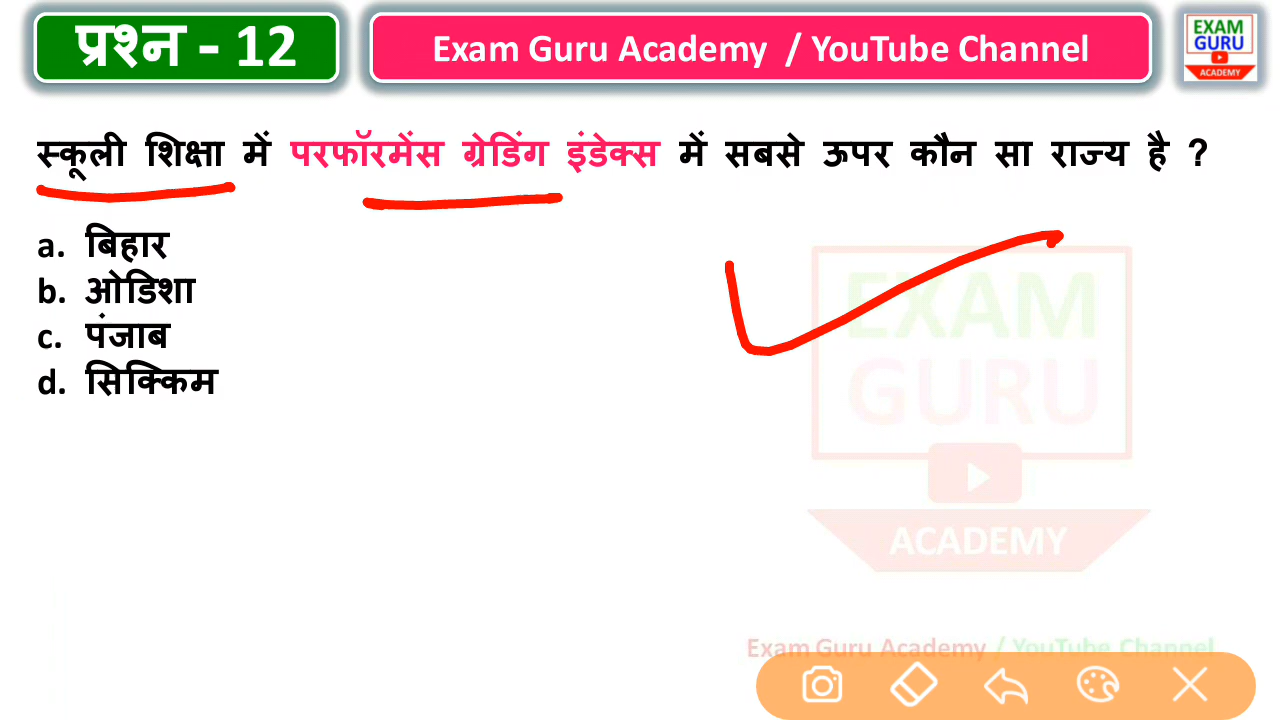 प्रश्न - 12
Exam Guru Academy / YouTube Channel
EXAM
GURU
ACADEMY
स्कूली शिक्षा में परफॉरमेंस ग्रेडिंग इंडेक्स में सबसे ऊपर कौन सा राज्य है ?
a. बिहार
b. ओडिशा
c. पंजाब
d. सिक्किम
EXAM
GURU
ACADEMY
Exam Guru Academy / YouTube Channel